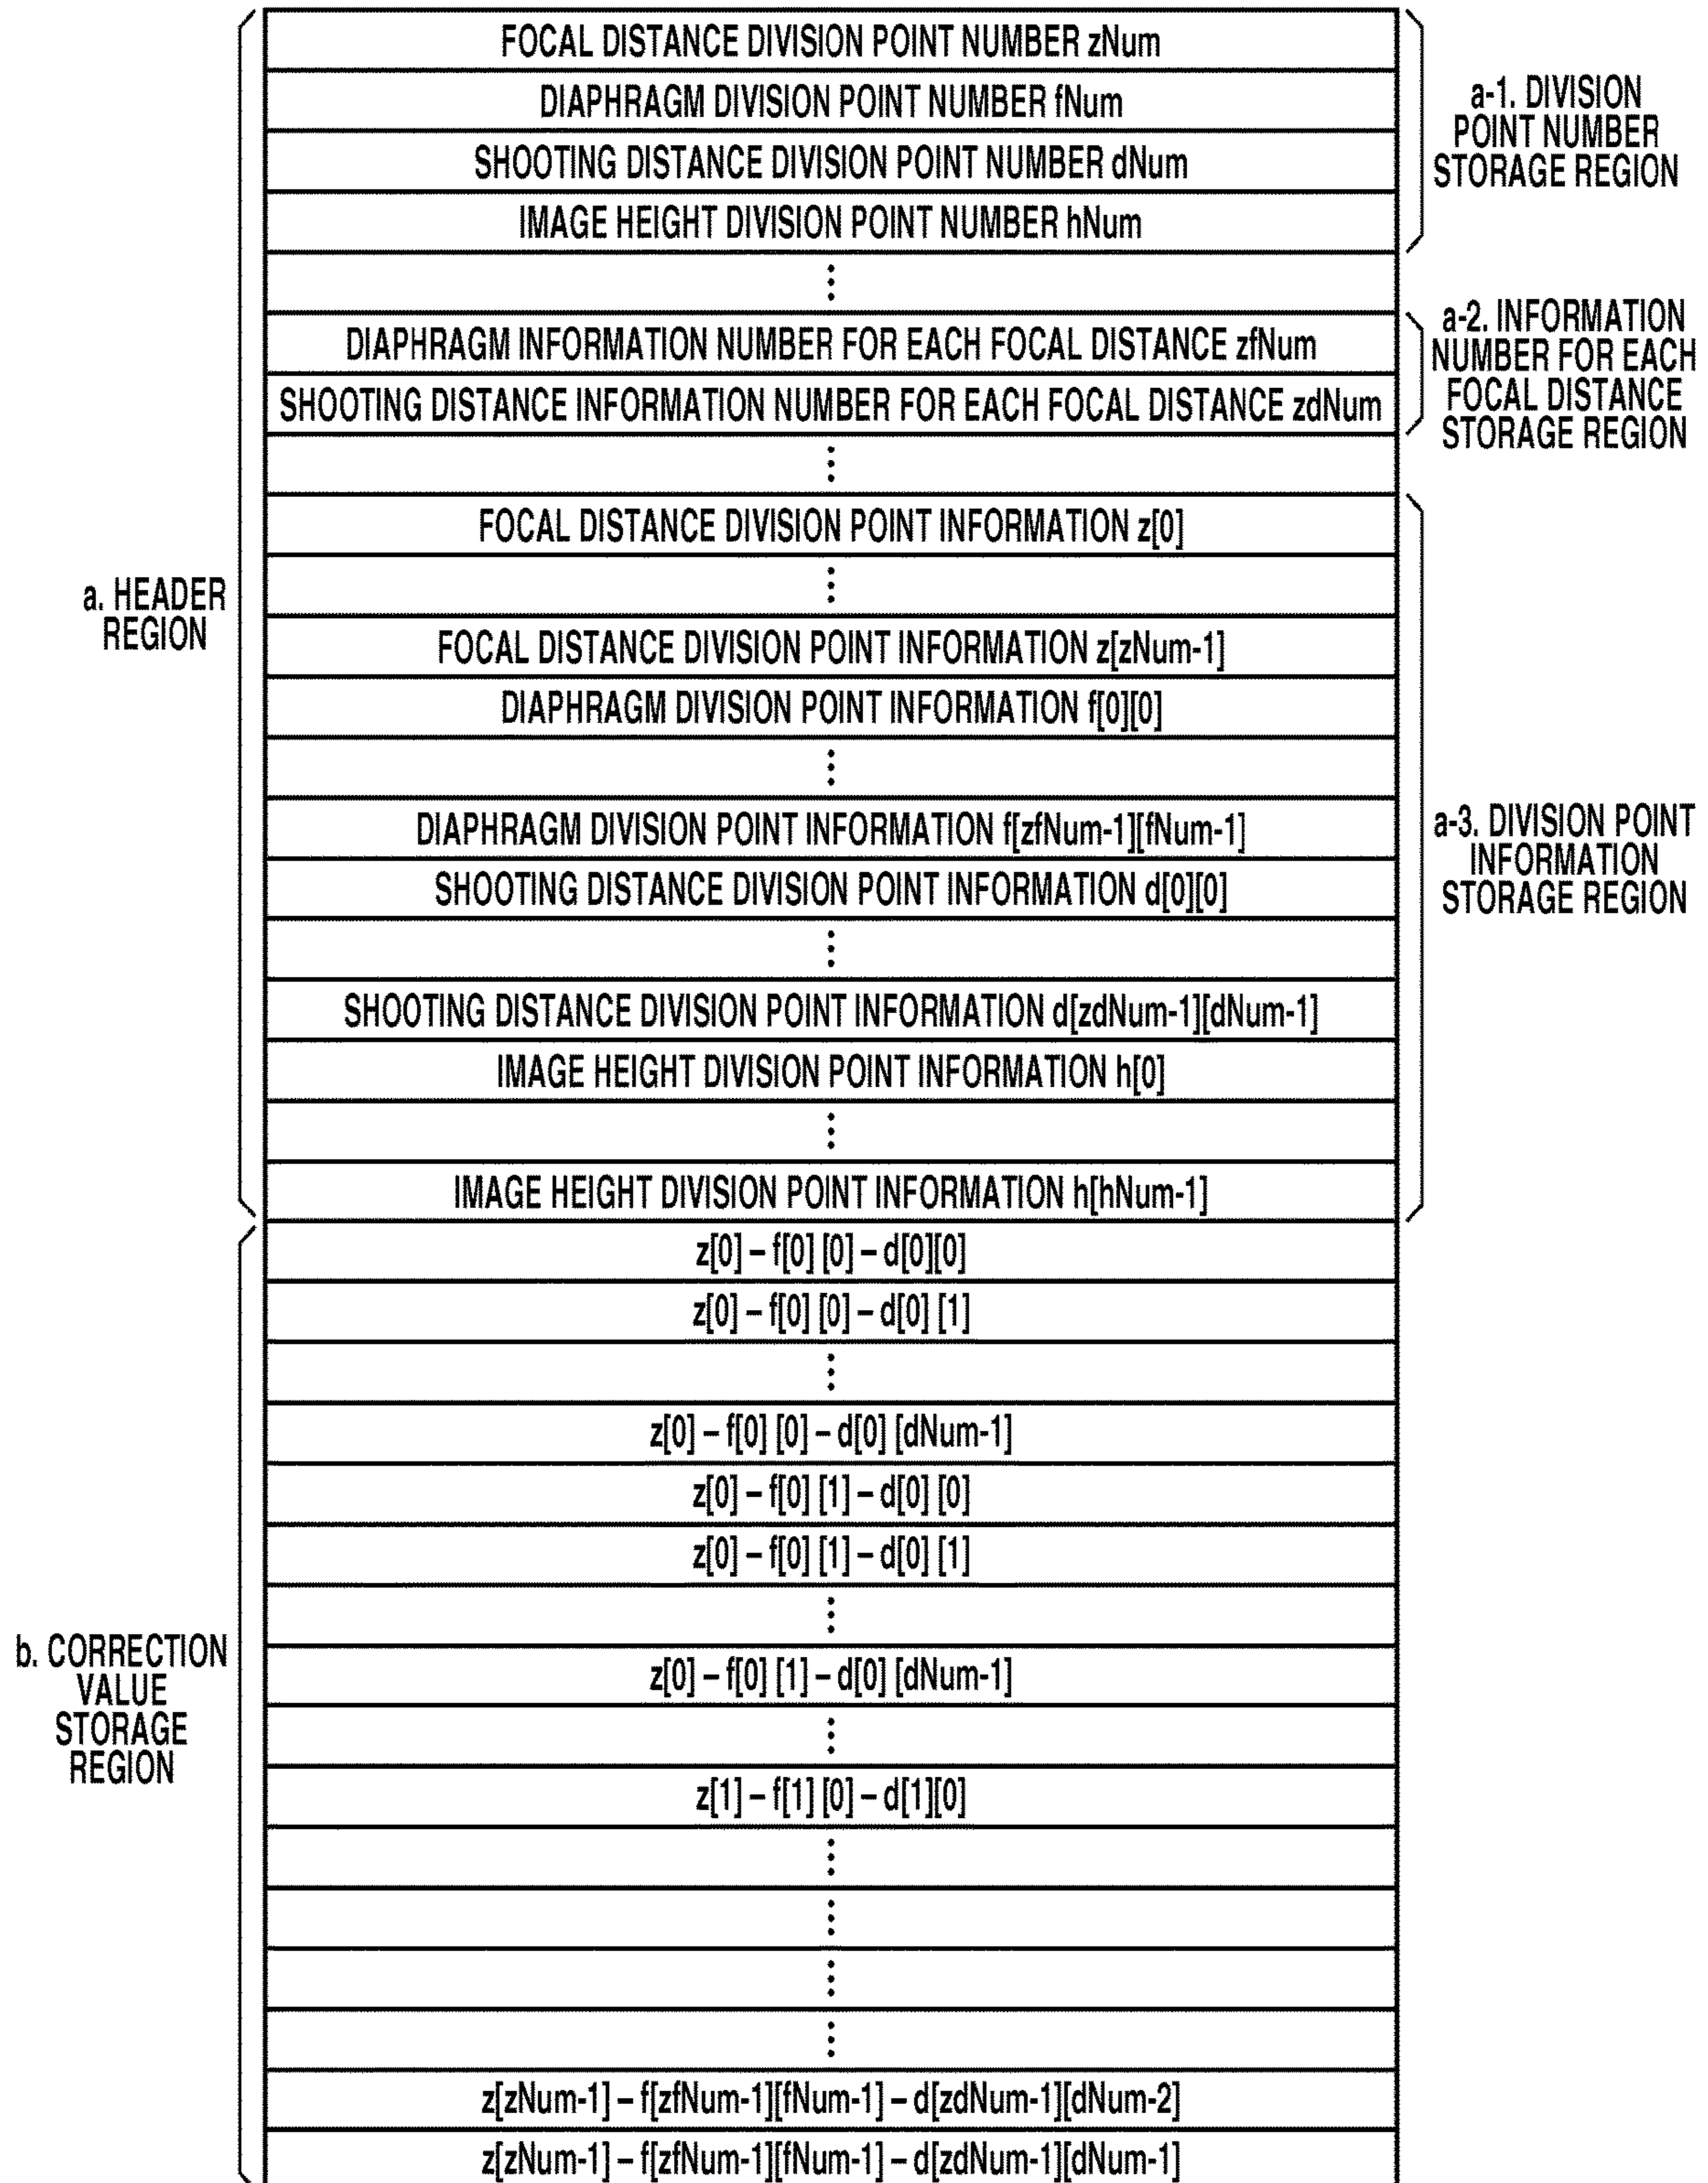 FOCAL DISTANCE DIVISION POINT NUMBER zNum
DIAPHRAGM DIVISION POINT NUMBER fNum
SHOOTING DISTANCE DIVISION POINT NUMBER dNum
IMAGE HEIGHT DIVISION POINT NUMBER hNum
a-1. DIVISION
POINT NUMBER
STORAGE REGION
⋮
DIAPHRAGM INFORMATION NUMBER FOR EACH FOCAL DISTANCE zfNum
SHOOTING DISTANCE INFORMATION NUMBER FOR EACH FOCAL DISTANCE zdNum
a-2. INFORMATION
NUMBER FOR EACH
FOCAL DISTANCE
STORAGE REGION
⋮
FOCAL DISTANCE DIVISION POINT INFORMATION z[0]
⋮
a. HEADER
REGION
FOCAL DISTANCE DIVISION POINT INFORMATION z[zNum-1]
DIAPHRAGM DIVISION POINT INFORMATION f[0][0]
⋮
DIAPHRAGM DIVISION POINT INFORMATION f[zfNum-1][fNum-1]
SHOOTING DISTANCE DIVISION POINT INFORMATION d[0][0]
a-3. DIVISION POINT
INFORMATION
STORAGE REGION
⋮
SHOOTING DISTANCE DIVISION POINT INFORMATION d[zdNum-1][dNum-1]
IMAGE HEIGHT DIVISION POINT INFORMATION h[0]
⋮
IMAGE HEIGHT DIVISION POINT INFORMATION h[hNum-1]
z[0] – f[0] [0] – d[0][0]
z[0] – f[0] [0] – d[0] [1]
⋮
z[0] – f[0] [0] – d[0] [dNum-1]
z[0] – f[0] [1] – d[0] [0]
z[0] – f[0] [1] – d[0] [1]
⋮
b. CORRECTION
VALUE
STORAGE
REGION
z[0] – f[0] [1] – d[0] [dNum-1]
⋮
z[1] – f[1] [0] – d[1][0]
⋮
⋮
⋮
⋮
z[zNum-1] – f[zfNum-1][fNum-1] – d[zdNum-1][dNum-2]
z[zNum-1] – f[zfNum-1][fNum-1] – d[zdNum-1][dNum-1]